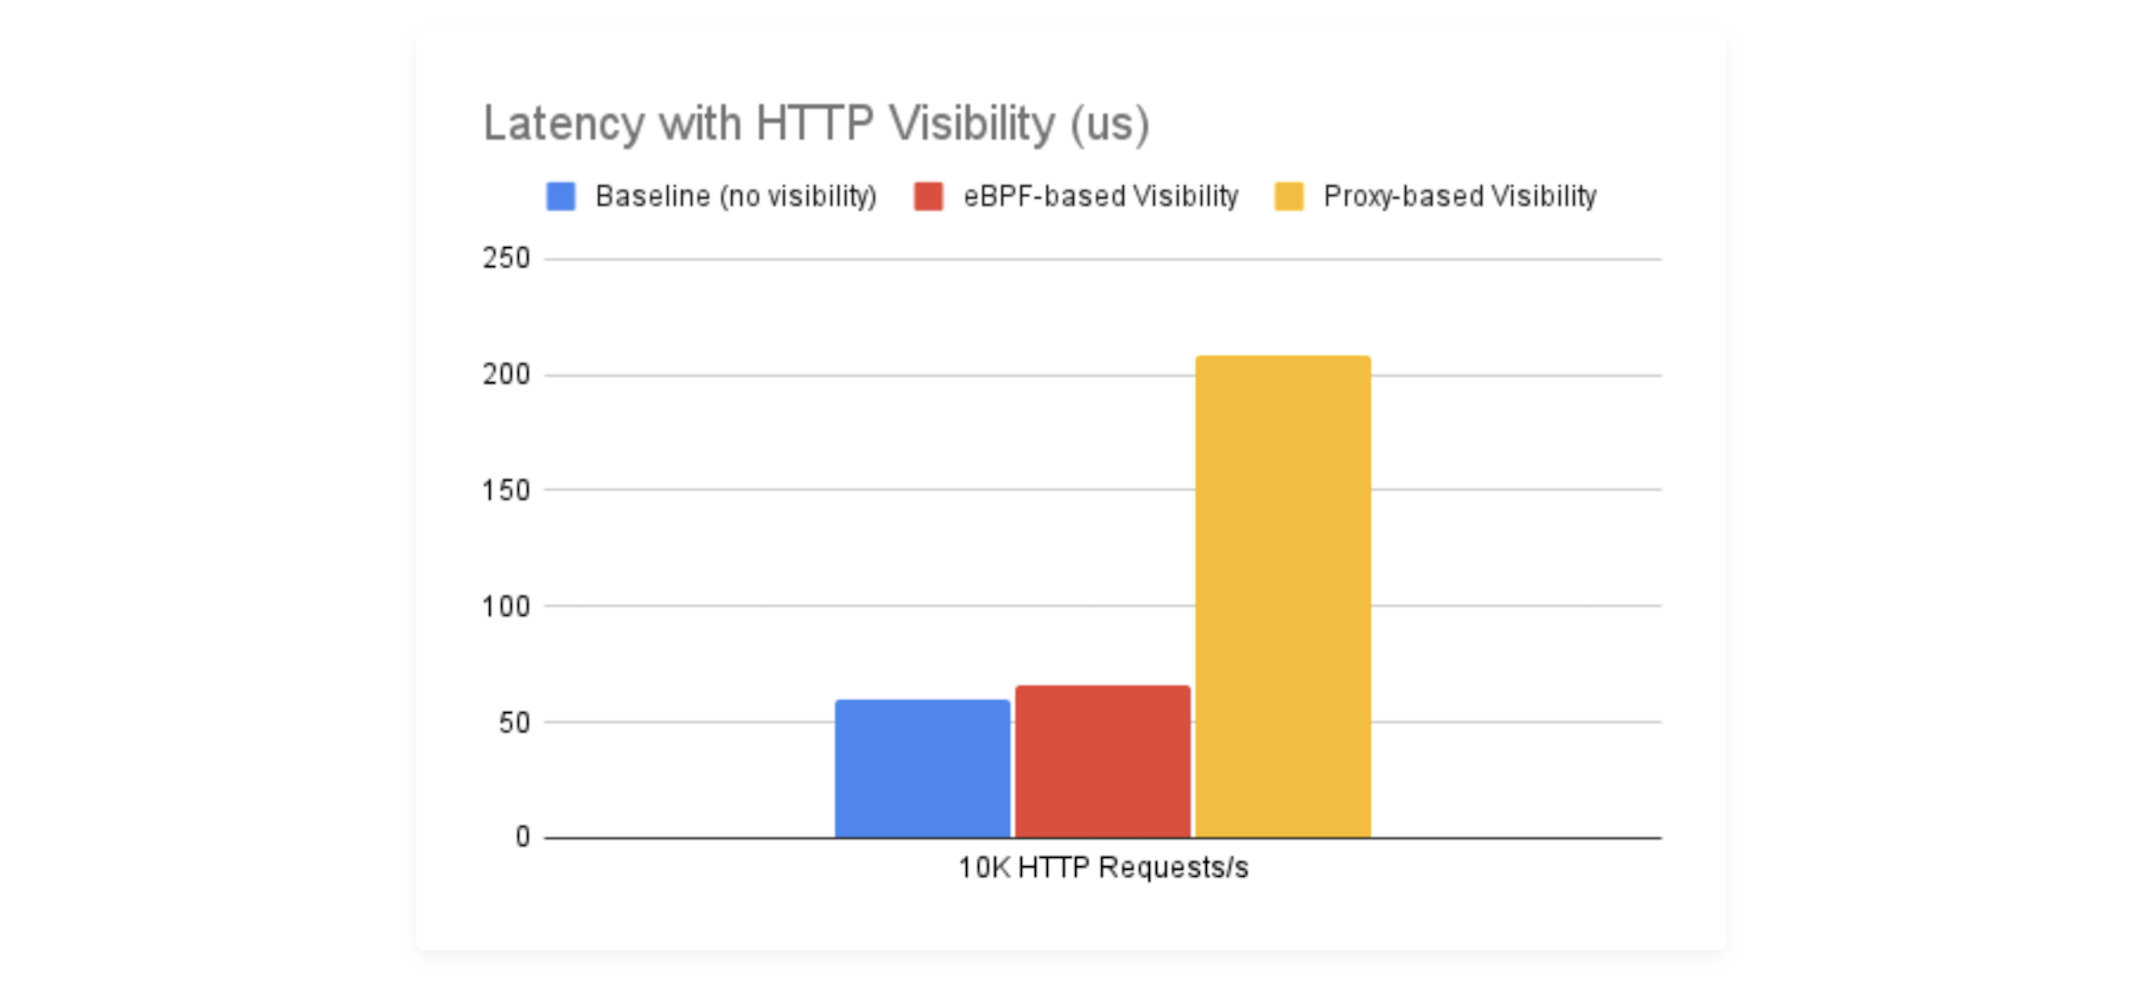 Latency with HTTP Visibility (us)
Baseline (no visibility) eBPF-based Visibility Proxy-based Visibility
250
200
150
100
50
0
10K HTTP Requests/s